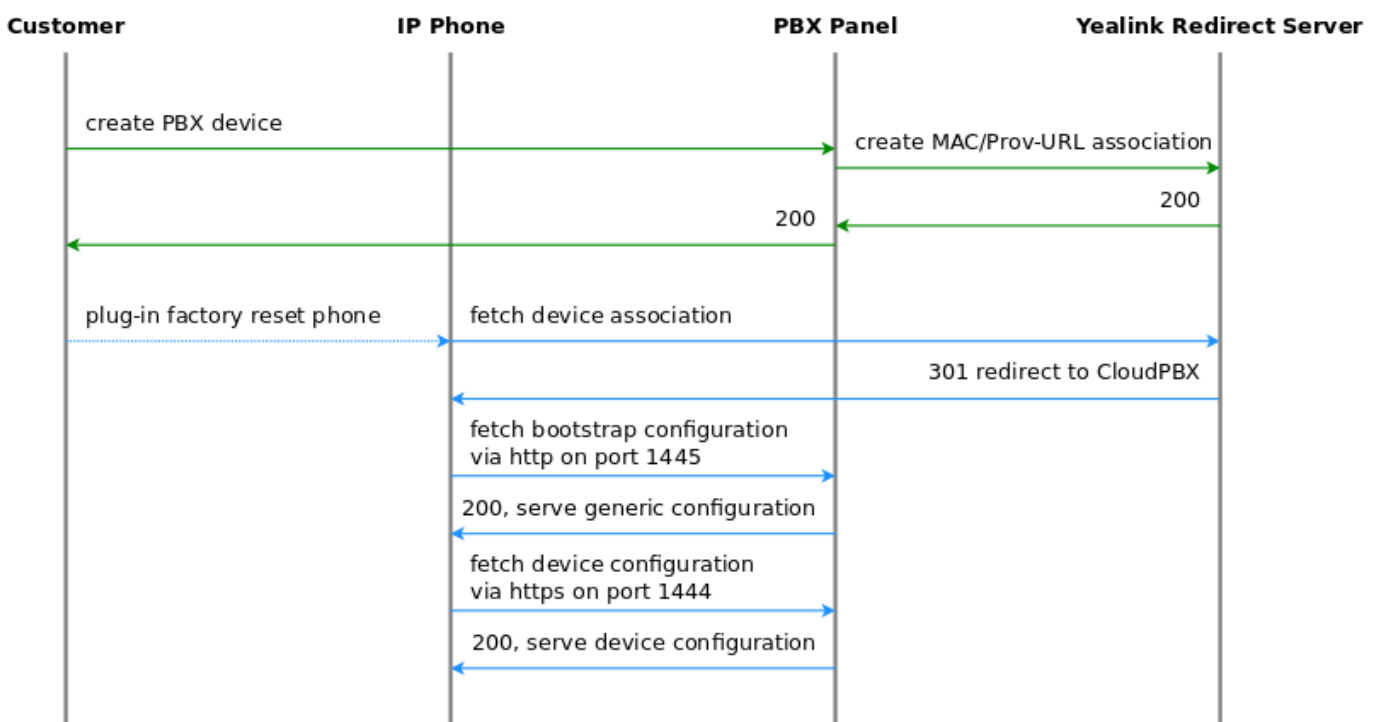 Customer
IP Phone
PBX Panel
Yealink Redirect Server
create PBX device
create MAC/Prov-URL association
200
200
plug-in factory reset phone
fetch device association
301 redirect to CloudPBX
fetch bootstrap configuration
via http on port 1445
200, serve generic configuration
fetch device configuration
via https on port 1444
200, serve device configuration